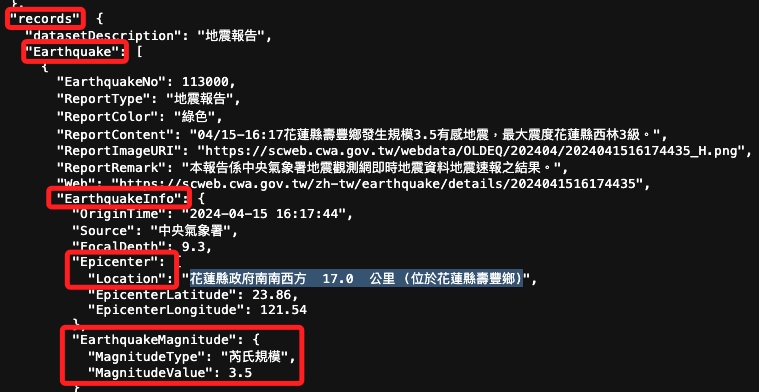 },
"records" {
"datasetDescription": "地震報告",
"Earthquake": [
{
"EarthquakeNo": 113000,
"ReportType": "地震報告",
"ReportColor": "綠色",
"ReportContent": "04/15-16:17花蓮縣壽豐鄉發生規模3.5有感地震，最大震度花蓮縣西林3級。",
"ReportImageURI": "https://scweb.cwa.gov.tw/webdata/OLDEQ/202404/2024041516174435_H.png",
"ReportRemark": "本報告係中央氣象署地震觀測網即時地震資料地震速報之結果。",
"Web": "https://scweb.cwa.gov.tw/zh-tw/earthquake/details/2024041516174435",
"EarthquakeInfo": {
"OriginTime": "2024-04-15 16:17:44",
"Source": "中央氣象署",
"FocalDepth": 9.3,
"Epicenter": {
"Location": "花蓮縣政府南南西方  17.0  公里 (位於花蓮縣壽豐鄉)",
"EpicenterLatitude": 23.86,
"EpicenterLongitude": 121.54
},
"EarthquakeMagnitude": {
"MagnitudeType": "芮氏規模",
"MagnitudeValue": 3.5
}